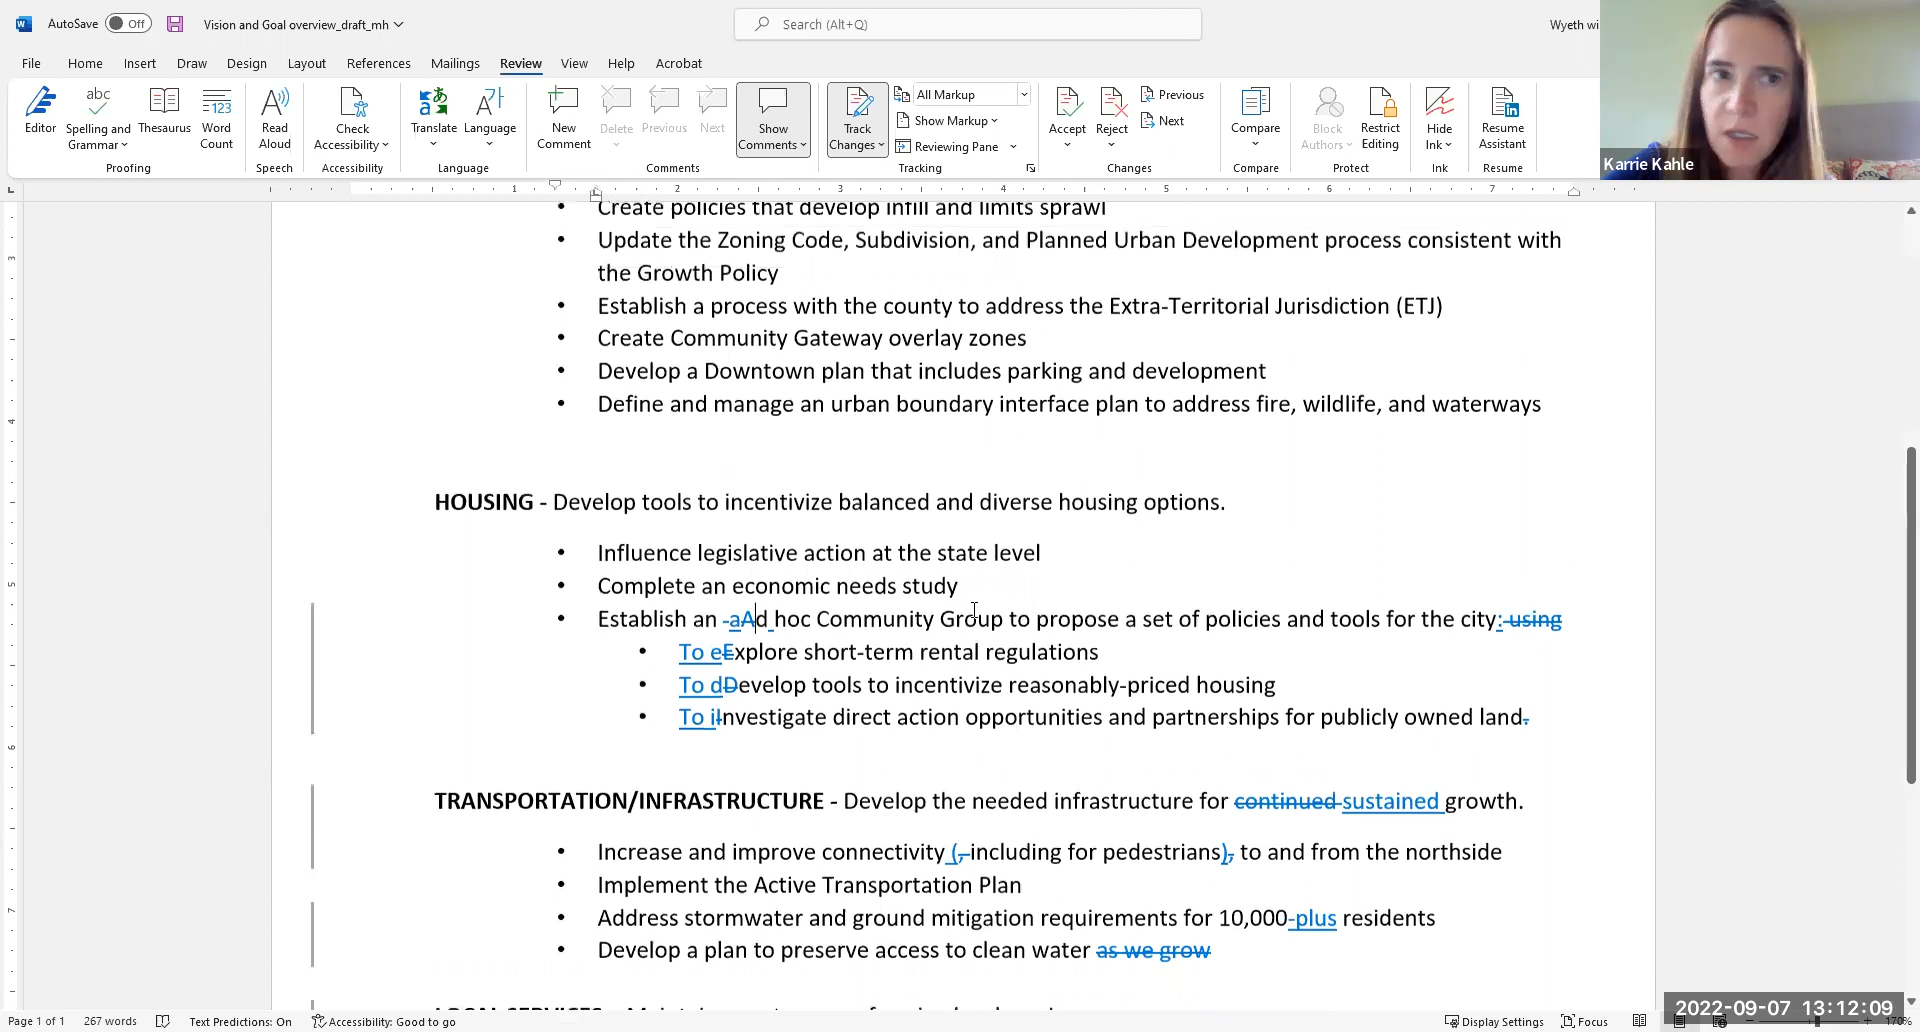 AutoSave Off Vision and Goal overview_draft_mh Search (Alt+Q) Wyeth wi
File Home Insert Draw Design Layout References Mailings Review View Help Acrobat
Editor
Spelling and Grammar
Thesaurus
Word Count
Proofing
Read Aloud
Speech
Check Accessibility
Accessibility
Translate
Language
Language
New Comment
Delete
Previous
Next
Show Comments
Comments
Track Changes
All Markup
Show Markup
Reviewing Pane
Tracking
Accept
Reject
Previous
Next
Changes
Compare
Compare
Block Authors
Restrict Editing
Protect
Hide Ink
Ink
Resume Assistant
Resume
Karrie Kahle
1 2 3 4 5 6 7
• Create policies that develop infill and limits sprawl
• Update the Zoning Code, Subdivision, and Planned Urban Development process consistent with
the Growth Policy
• Establish a process with the county to address the Extra-Territorial Jurisdiction (ETJ)
• Create Community Gateway overlay zones
• Develop a Downtown plan that includes parking and development
• Define and manage an urban boundary interface plan to address fire, wildlife, and waterways
HOUSING - Develop tools to incentivize balanced and diverse housing options.
• Influence legislative action at the state level
• Complete an economic needs study
• Establish an -aAd hoc Community Group to propose a set of policies and tools for the city: using
• To eExplore short-term rental regulations
• To dDevelop tools to incentivize reasonably-priced housing
• To iInvestigate direct action opportunities and partnerships for publicly owned land.
TRANSPORTATION/INFRASTRUCTURE - Develop the needed infrastructure for continued sustained growth.
• Increase and improve connectivity (, including for pedestrians), to and from the northside
• Implement the Active Transportation Plan
• Address stormwater and ground mitigation requirements for 10,000-plus residents
• Develop a plan to preserve access to clean water as we grow
2022-09-07 13:12:09
Page 1 of 1 267 words Text Predictions: On Accessibility: Good to go Display Settings Focus 170%